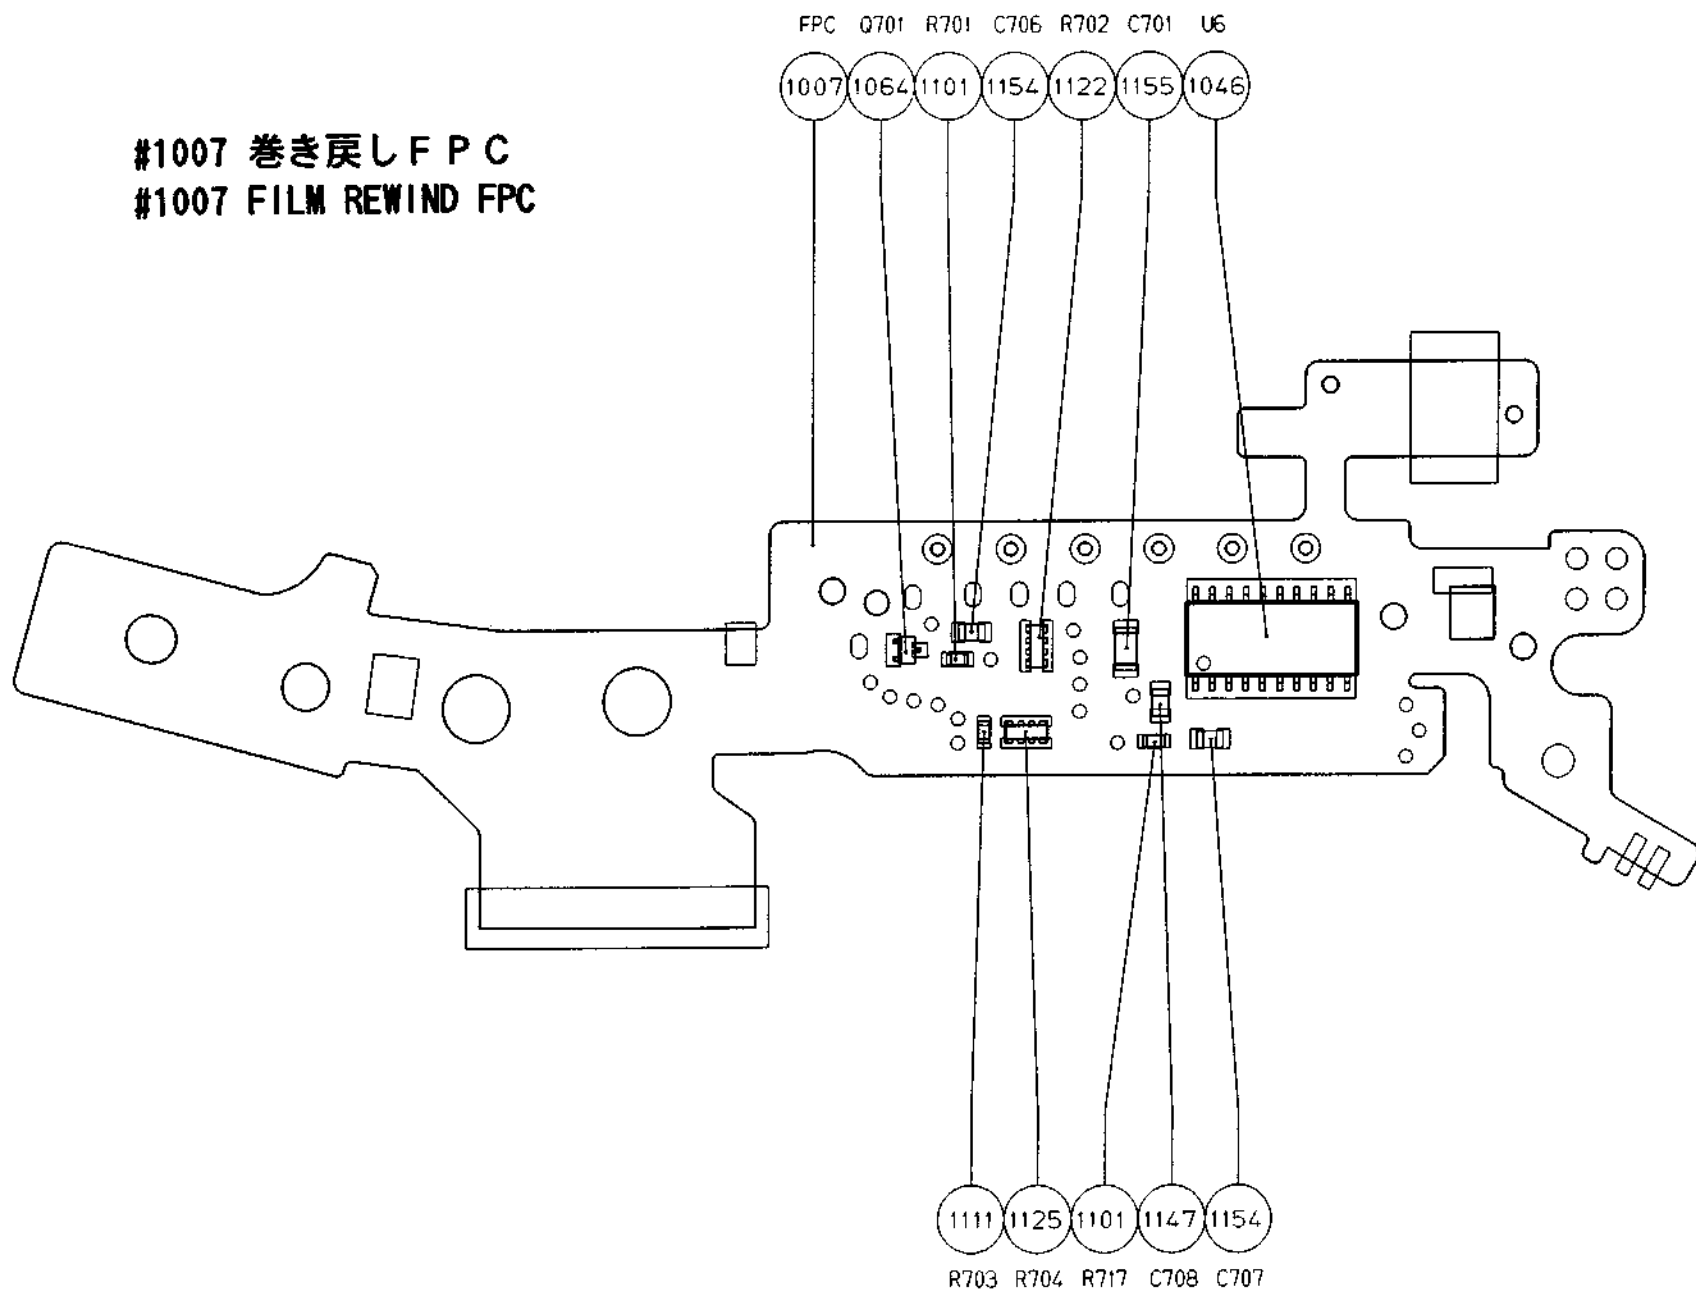 FPC Q701 R701 C706 R702 C701 U6
1007 1064 1101 1154 1122 1155 1046
#1007 巻き戻しFPC
#1007 FILM REWIND FPC
1111 1125 1101 1147 1154
R703 R704 R717 C708 C707